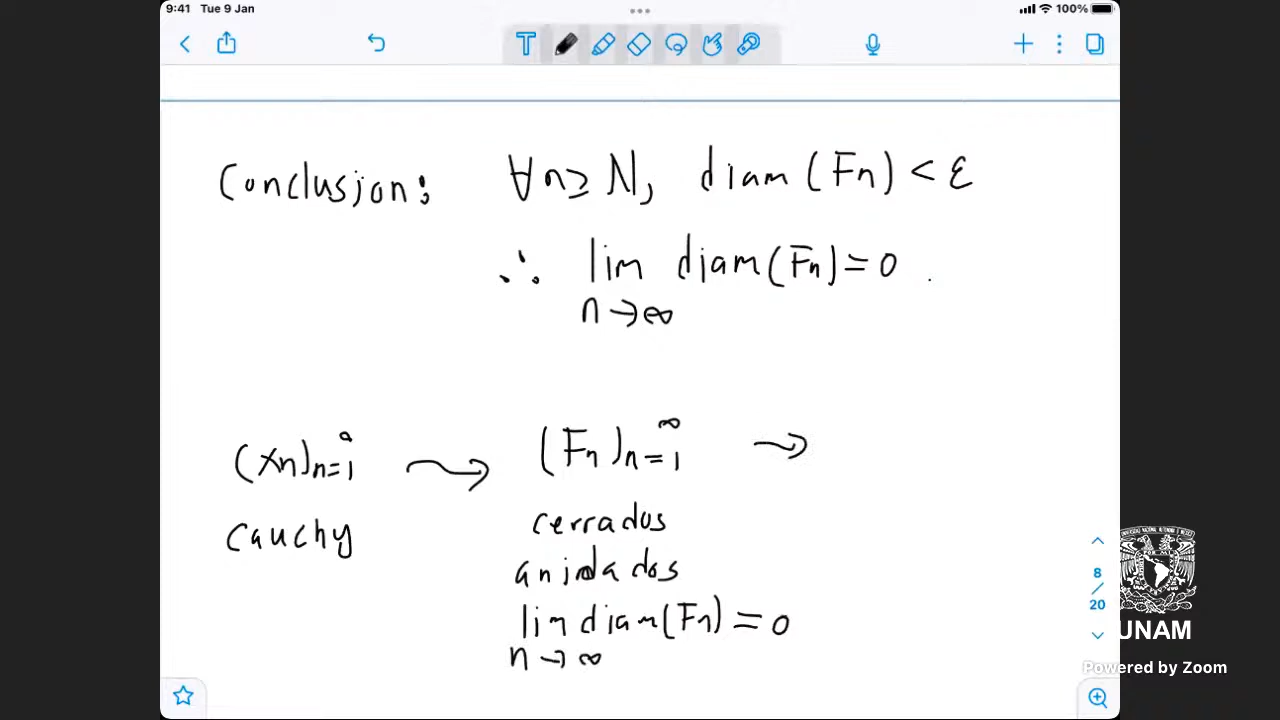 9:41 Tue 9 Jan
100%
Conclusion: ∀n≥N, diam(Fn)<ε
∴ lim diam(Fn)=0
n→∞
(xn)n=1 ⇝ (Fn)n=1 ∞ ⇝
cauchy
cerrados
anidados
lim diam(Fn)=0
n→∞
8
/
20
UNAM
Powered by Zoom